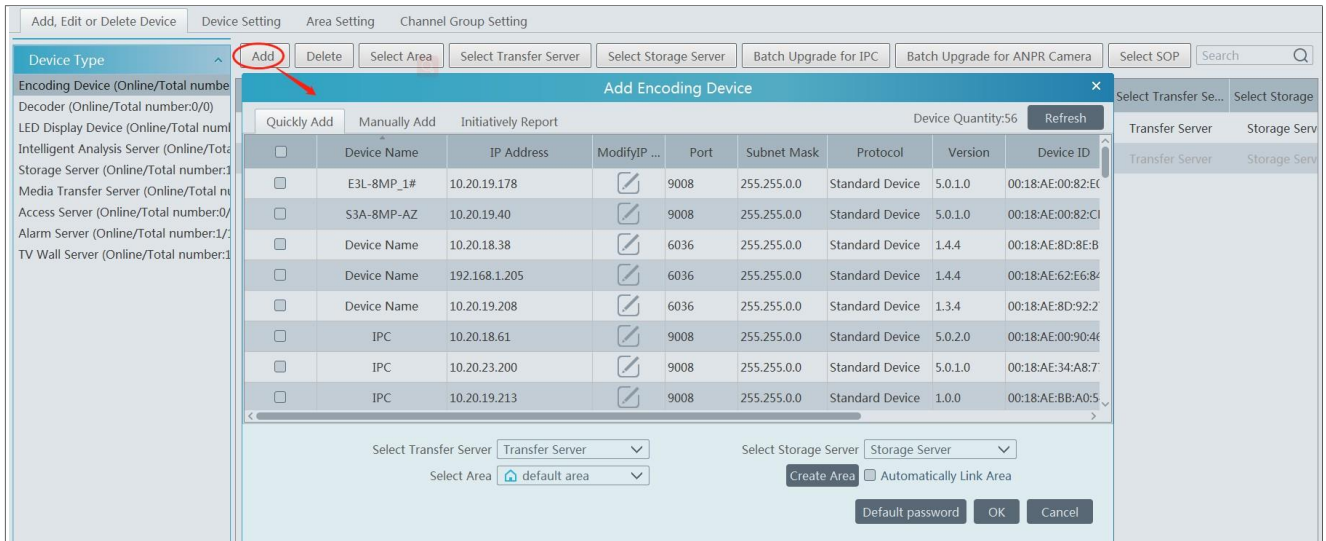 Add, Edit or Delete Device Device Setting Area Setting Channel Group Setting
Device Type
Add Delete Select Area Select Transfer Server Select Storage Server Batch Upgrade for IPC Batch Upgrade for ANPR Camera Select SOP Search
Encoding Device (Online/Total numbe
Decoder (Online/Total number:0/0)
LED Display Device (Online/Total numl
Intelligent Analysis Server (Online/Tota
Storage Server (Online/Total number:1
Media Transfer Server (Online/Total nu
Access Server (Online/Total number:0/
Alarm Server (Online/Total number:1/1
TV Wall Server (Online/Total number:1
Add Encoding Device
Select Transfer Se... Select Storage
Transfer Server Storage Serv
Transfer Server Storage Serv
Quickly Add Manually Add Initiatively Report Device Quantity:56 Refresh
Device Name IP Address ModifyIP ... Port Subnet Mask Protocol Version Device ID
E3L-8MP_1# 10.20.19.178 9008 255.255.0.0 Standard Device 5.0.1.0 00:18:AE:00:82:E0
S3A-8MP-AZ 10.20.19.40 9008 255.255.0.0 Standard Device 5.0.1.0 00:18:AE:00:82:C
Device Name 10.20.18.38 6036 255.255.0.0 Standard Device 1.4.4 00:18:AE:8D:8E:B
Device Name 192.168.1.205 6036 255.255.0.0 Standard Device 1.4.4 00:18:AE:62:E6:84
Device Name 10.20.19.208 6036 255.255.0.0 Standard Device 1.3.4 00:18:AE:8D:92:2
IPC 10.20.18.61 9008 255.255.0.0 Standard Device 5.0.2.0 00:18:AE:00:90:46
IPC 10.20.23.200 9008 255.255.0.0 Standard Device 5.0.1.0 00:18:AE:34:A8:7
IPC 10.20.19.213 9008 255.255.0.0 Standard Device 1.0.0 00:18:AE:BB:A0:5
Select Transfer Server Transfer Server Select Storage Server Storage Server
Select Area default area Create Area Automatically Link Area
Default password OK Cancel